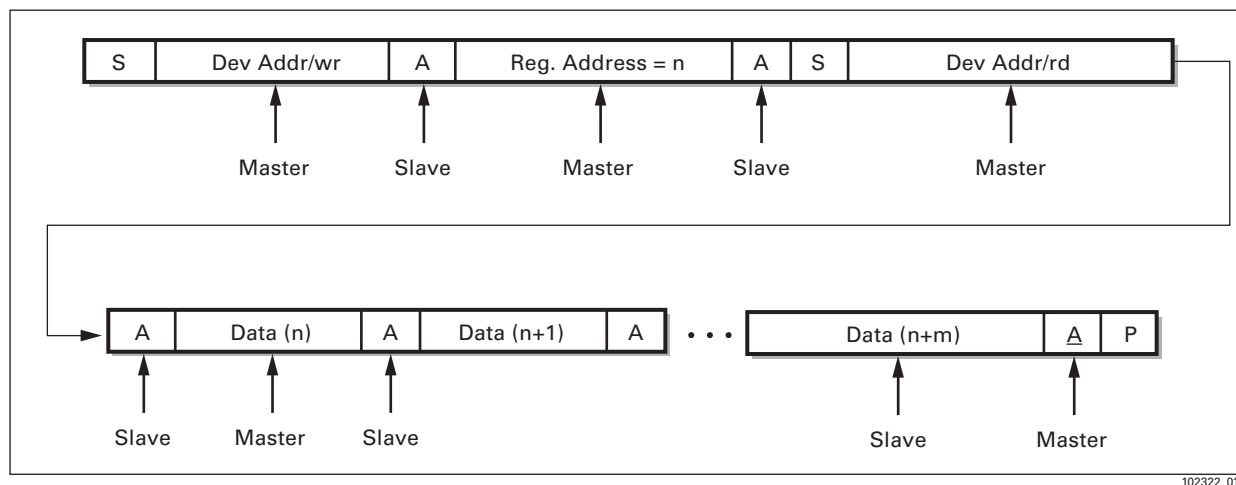 S Dev Addr/wr A Reg. Address = n A S Dev Addr/rd
Master Slave Master Slave Master
A Data (n) A Data (n+1) A • • • Data (n+m) A P
Slave Master Slave Slave Master
102322_01